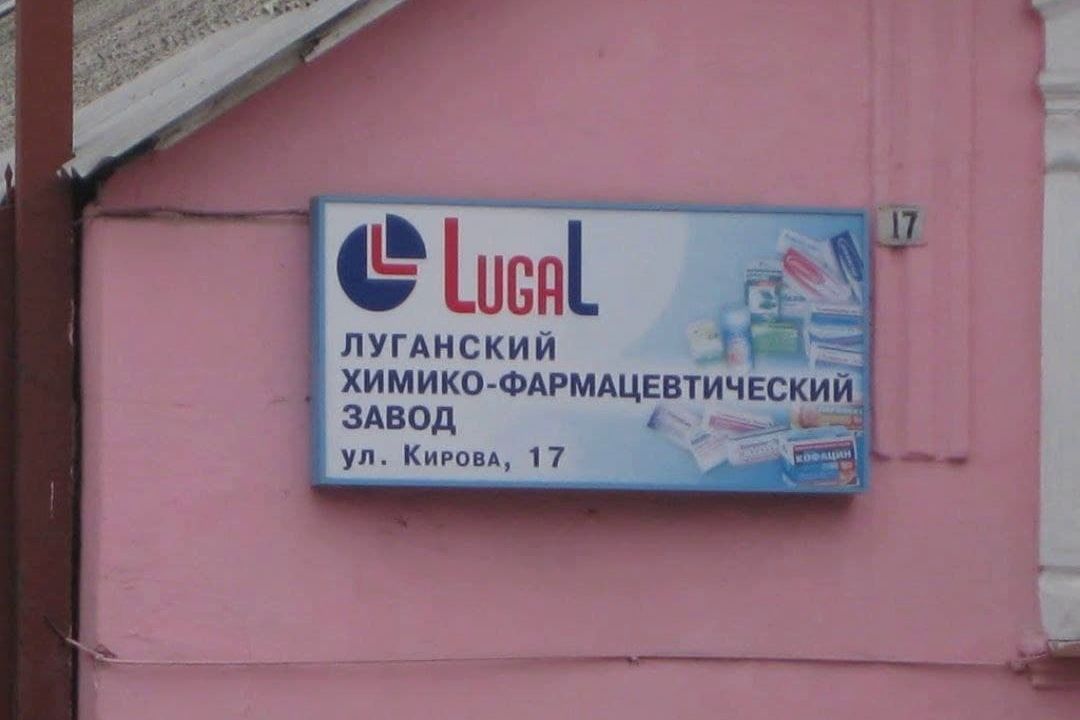 LUGAL
17
ЛУГАНСКИЙ
ХИМИКО-ФАРМАЦЕВТИЧЕСКИЙ
ЗАВОД
ул. КИРОВА, 17
КОФАЦИН